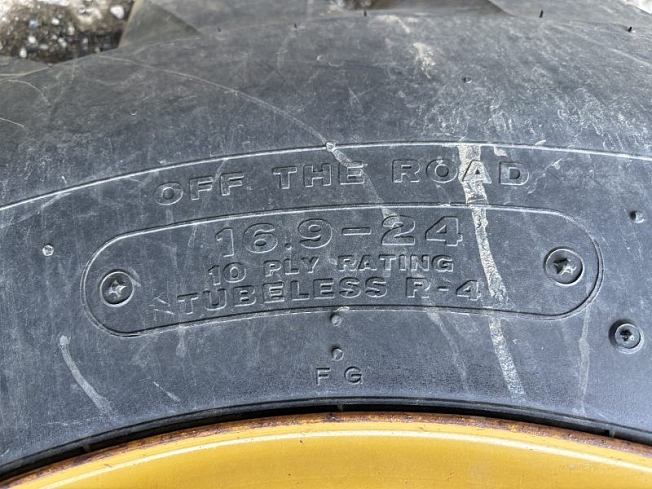 OFF THE ROAD
16.9-24
10 PLY RATING
TUBELESS R-4
F G